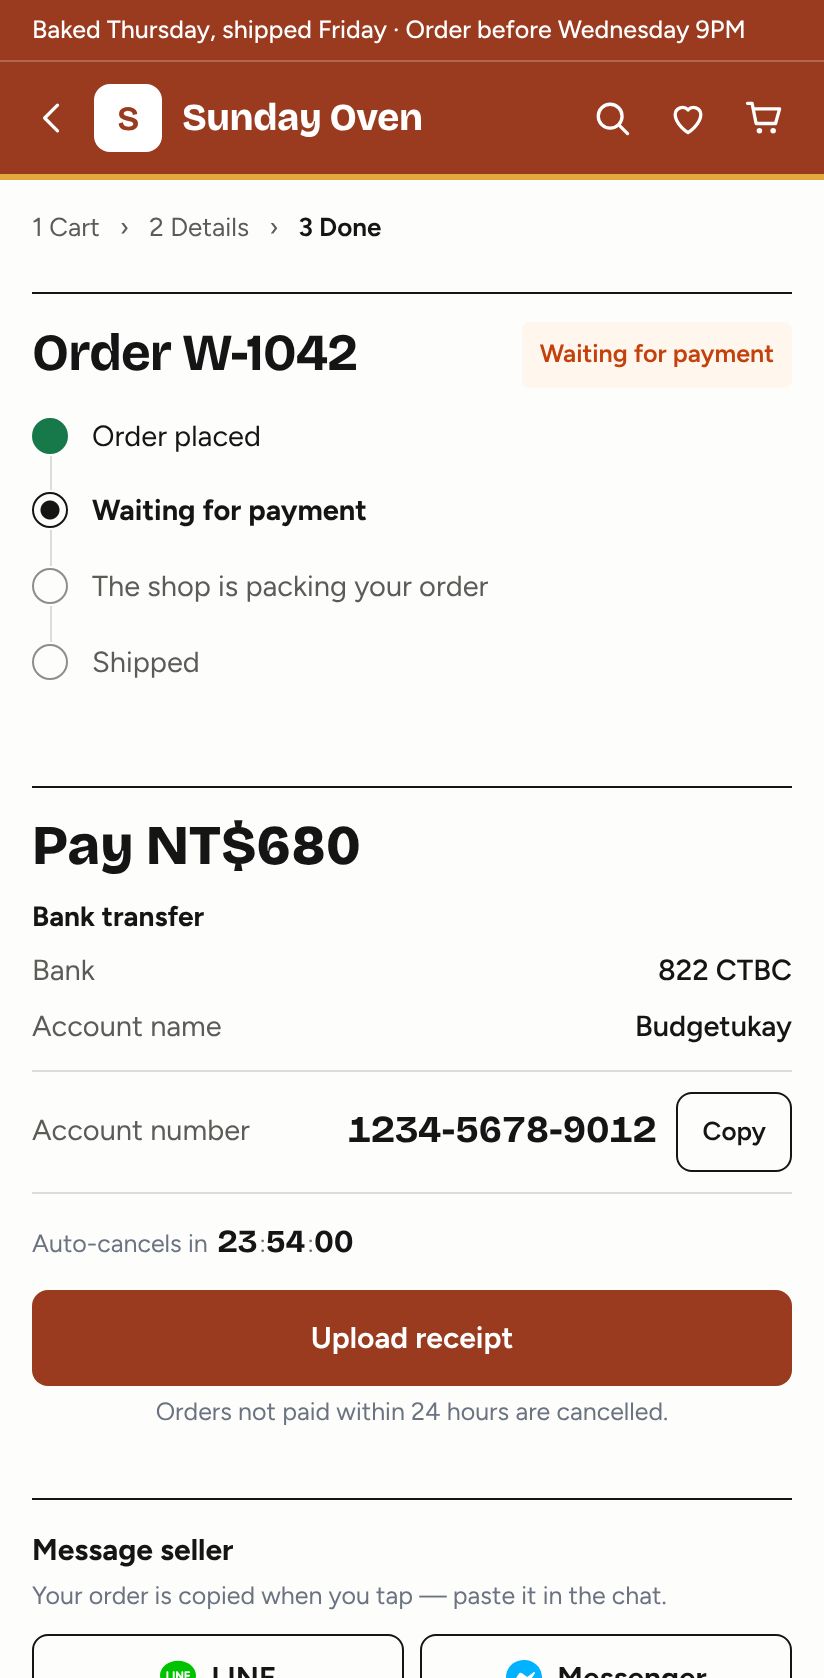 Baked Thursday, shipped Friday · Order before Wednesday 9PM
S Sunday Oven
1 Cart › 2 Details › 3 Done
Order W-1042
Waiting for payment
Order placed
Waiting for payment
The shop is packing your order
Shipped
Pay NT$680
Bank transfer
Bank 822 CTBC
Account name Budgetukay
Account number 1234-5678-9012 Copy
Auto-cancels in 23:54:00
Upload receipt
Orders not paid within 24 hours are cancelled.
Message seller
Your order is copied when you tap — paste it in the chat.
LINE LINE Messenger